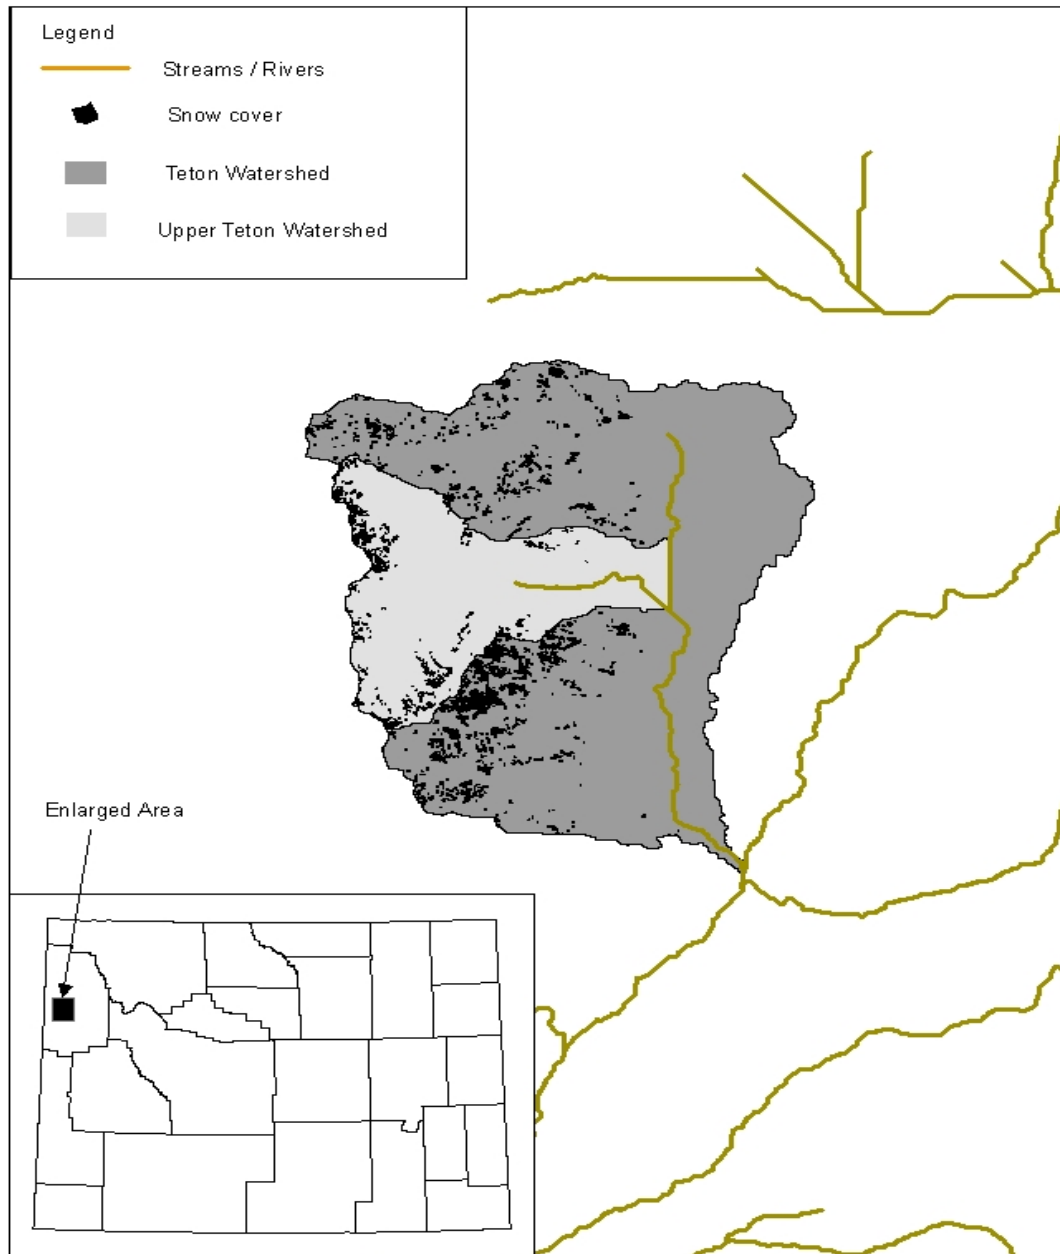 Legend
Streams / Rivers
Snow cover
Teton Watershed
Upper Teton Watershed
Enlarged Area